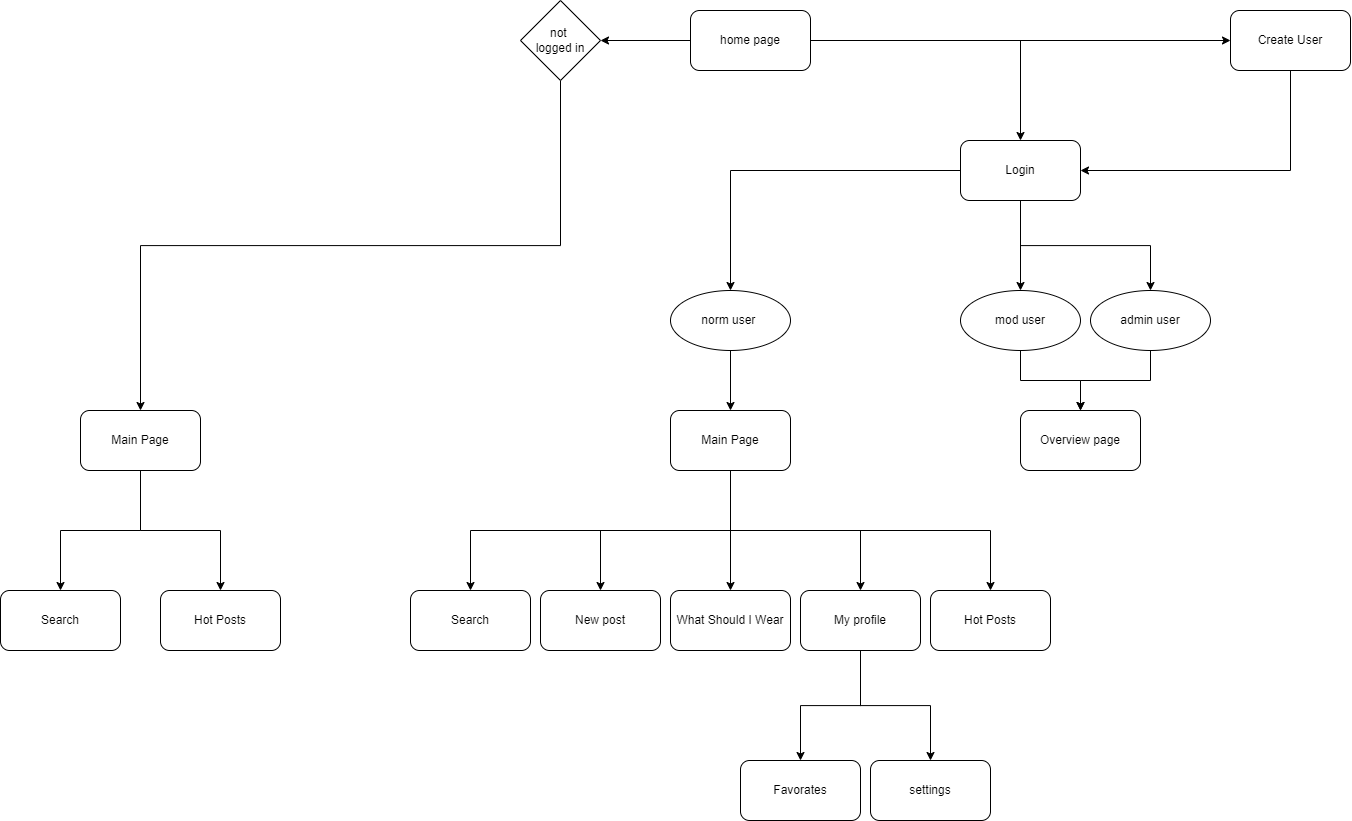 not
logged in
home page
Create User
Login
norm user
mod user
admin user
Main Page
Main Page
Overview page
Search
Hot Posts
Search
New post
What Should I Wear
My profile
Hot Posts
Favorates
settings